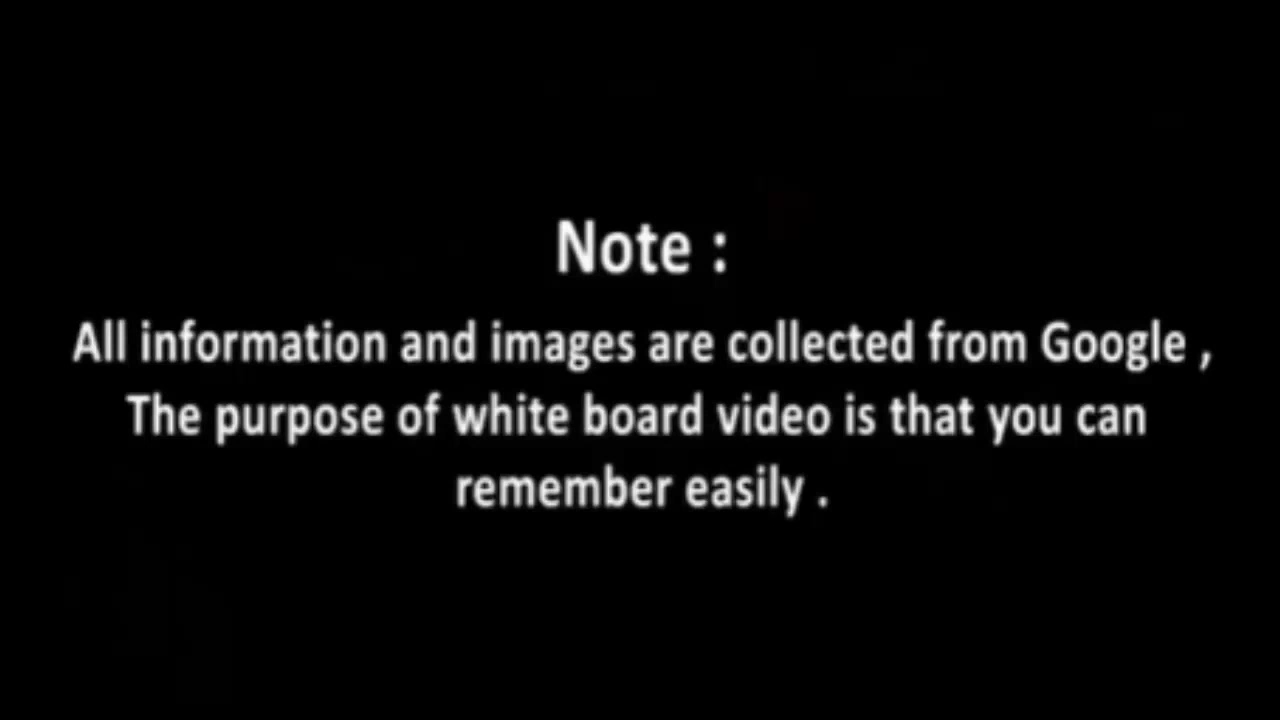 Note :
All information and images are collected from Google ,
The purpose of white board video is that you can
remember easily .